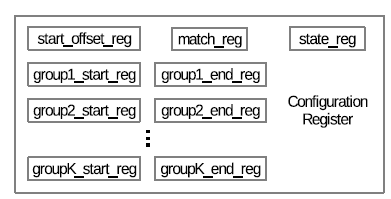 start_offset_reg match_reg state_reg
group1_start_reg group1_end_reg
group2_start_reg group2_end_reg
Configuration
Register
groupK_start_reg groupK_end_reg